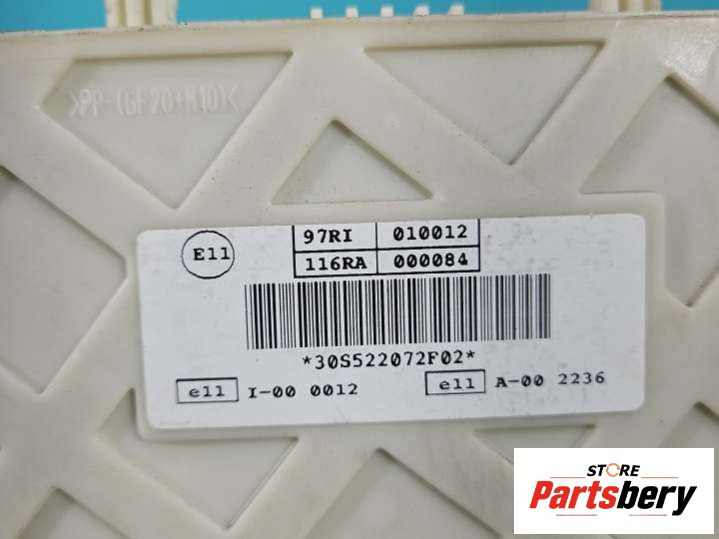 >PP-(GF20+M10)<
E11
97RI 010012
116RA 000084
*30S522072F02*
e11 I-00 0012 e11 A-00 2236
STORE
Partsbery